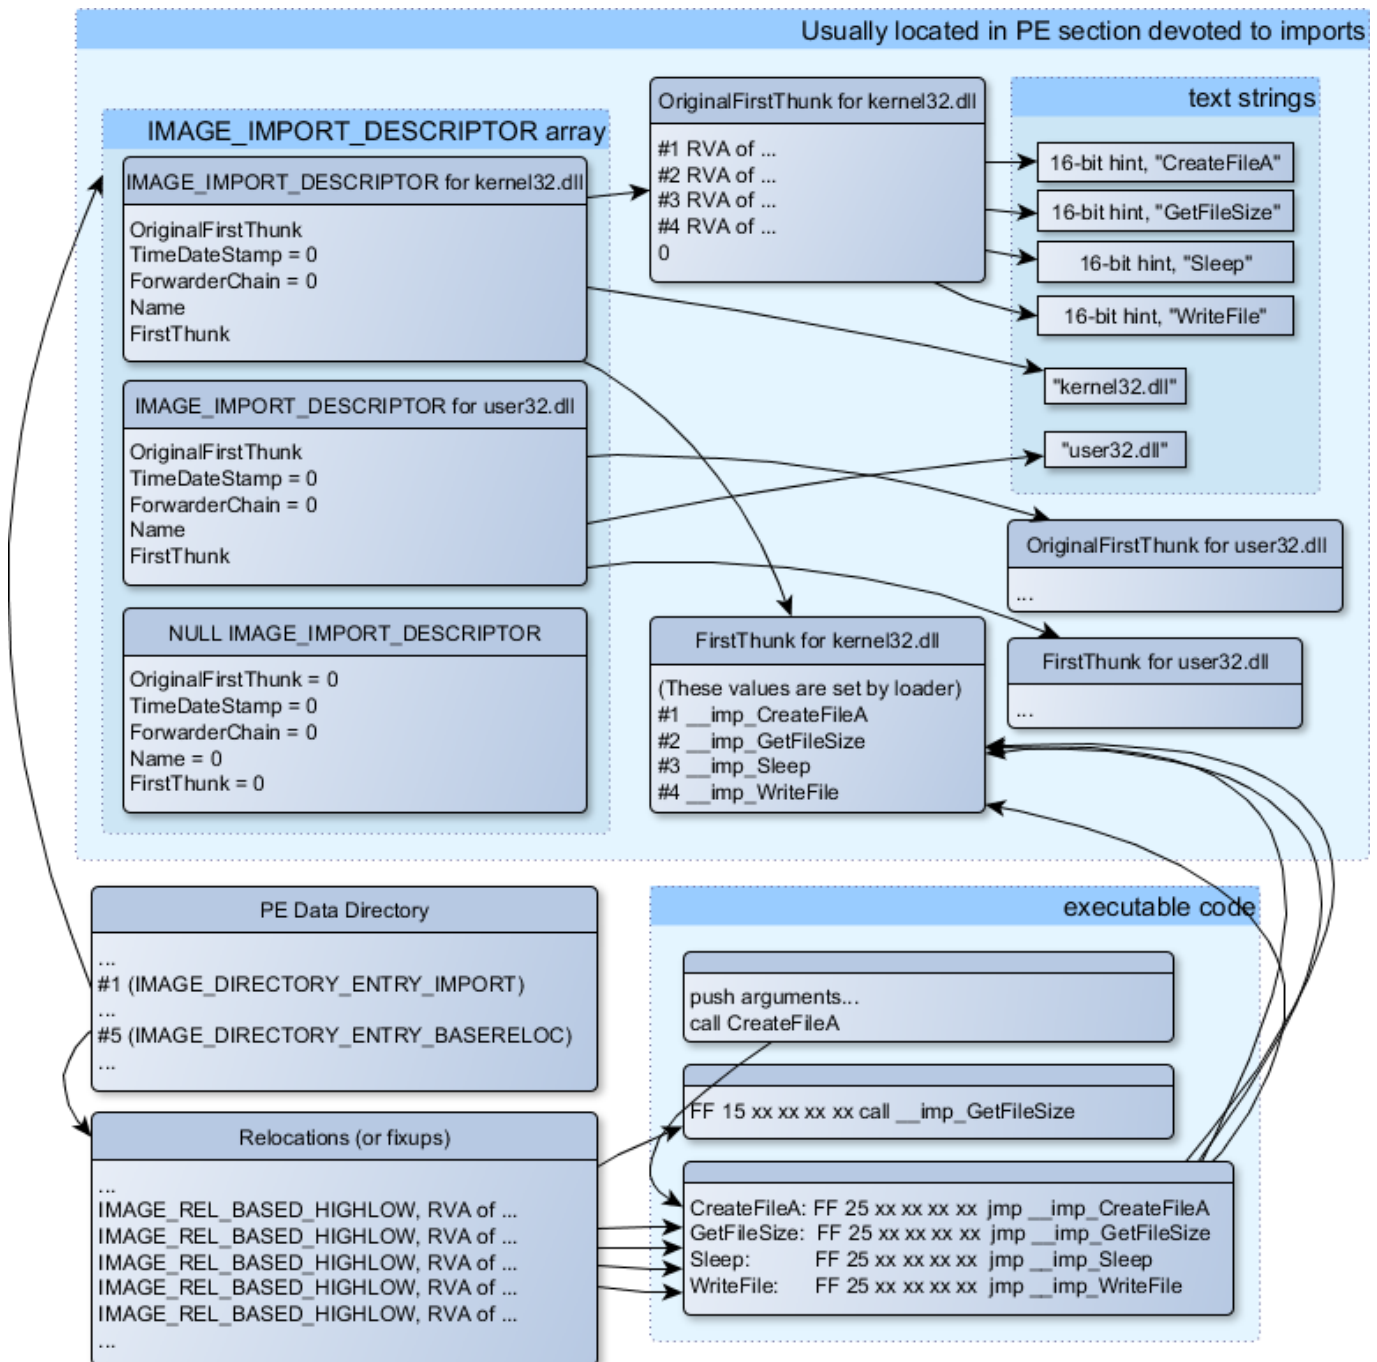 Usually located in PE section devoted to imports
IMAGE_IMPORT_DESCRIPTOR array
IMAGE_IMPORT_DESCRIPTOR for kernel32.dll
OriginalFirstThunk
TimeDateStamp = 0
ForwarderChain = 0
Name
FirstThunk
IMAGE_IMPORT_DESCRIPTOR for user32.dll
OriginalFirstThunk
TimeDateStamp = 0
ForwarderChain = 0
Name
FirstThunk
NULL IMAGE_IMPORT_DESCRIPTOR
OriginalFirstThunk = 0
TimeDateStamp = 0
ForwarderChain = 0
Name = 0
FirstThunk = 0
OriginalFirstThunk for kernel32.dll
#1 RVA of ...
#2 RVA of ...
#3 RVA of ...
#4 RVA of ...
0
text strings
16-bit hint, "CreateFileA"
16-bit hint, "GetFileSize"
16-bit hint, "Sleep"
16-bit hint, "WriteFile"
"kernel32.dll"
"user32.dll"
OriginalFirstThunk for user32.dll
...
FirstThunk for kernel32.dll
(These values are set by loader)
#1 __imp_CreateFileA
#2 __imp_GetFileSize
#3 __imp_Sleep
#4 __imp_WriteFile
FirstThunk for user32.dll
...
PE Data Directory
...
#1 (IMAGE_DIRECTORY_ENTRY_IMPORT)
...
#5 (IMAGE_DIRECTORY_ENTRY_BASERELOC)
...
Relocations (or fixups)
...
IMAGE_REL_BASED_HIGHLOW, RVA of ...
IMAGE_REL_BASED_HIGHLOW, RVA of ...
IMAGE_REL_BASED_HIGHLOW, RVA of ...
IMAGE_REL_BASED_HIGHLOW, RVA of ...
IMAGE_REL_BASED_HIGHLOW, RVA of ...
...
executable code
push arguments...
call CreateFileA
FF 15 xx xx xx xx call __imp_GetFileSize
CreateFileA: FF 25 xx xx xx xx jmp __imp_CreateFileA
GetFileSize: FF 25 xx xx xx xx jmp __imp_GetFileSize
Sleep: FF 25 xx xx xx xx jmp __imp_Sleep
WriteFile: FF 25 xx xx xx xx jmp __imp_WriteFile